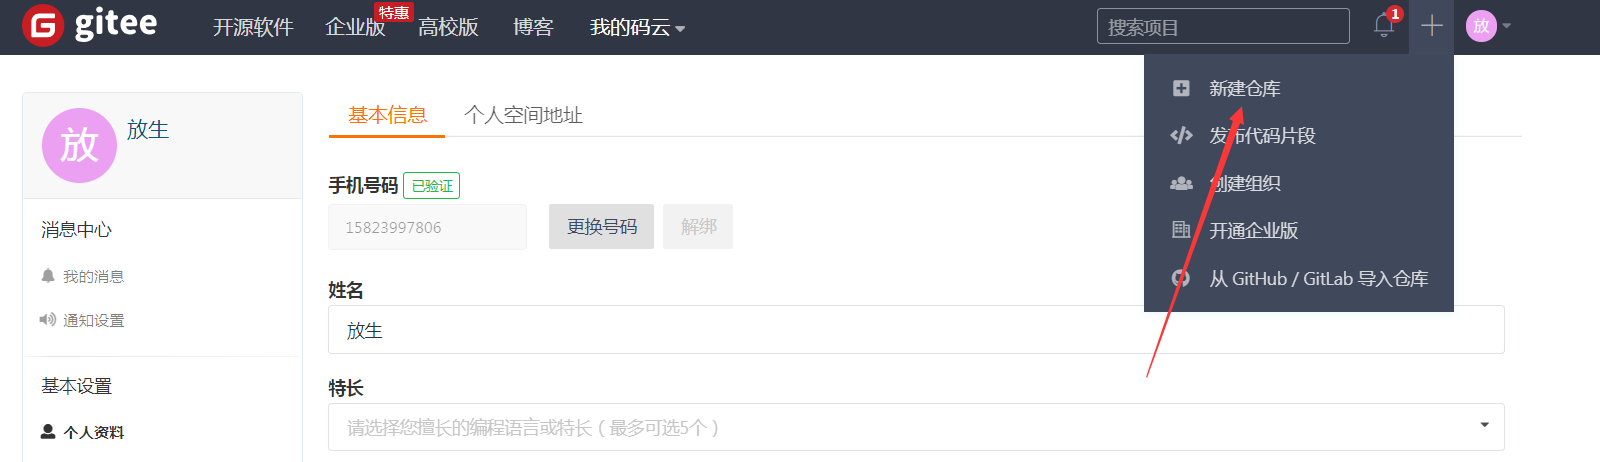 gitee 开源软件 企业版 特惠 高校版 博客 我的码云 搜索项目 1 放
新建仓库
发布代码片段
创建组织
开通企业版
从 GitHub / GitLab 导入仓库
放 放生
消息中心
我的消息
通知设置
基本设置
个人资料
基本信息 个人空间地址
手机号码 已验证
15823997806 更换号码 解绑
姓名
放生
特长
请选择您擅长的编程语言或特长（最多可选5个）